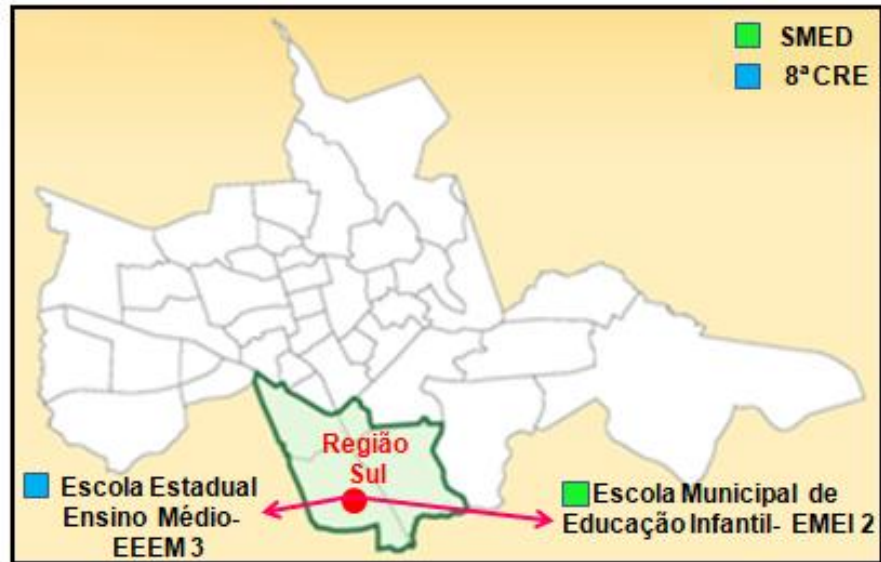 SMED
8ª CRE
Região
Sul
Escola Estadual
Ensino Médio-
EEEM 3
Escola Municipal de
Educação Infantil- EMEI 2